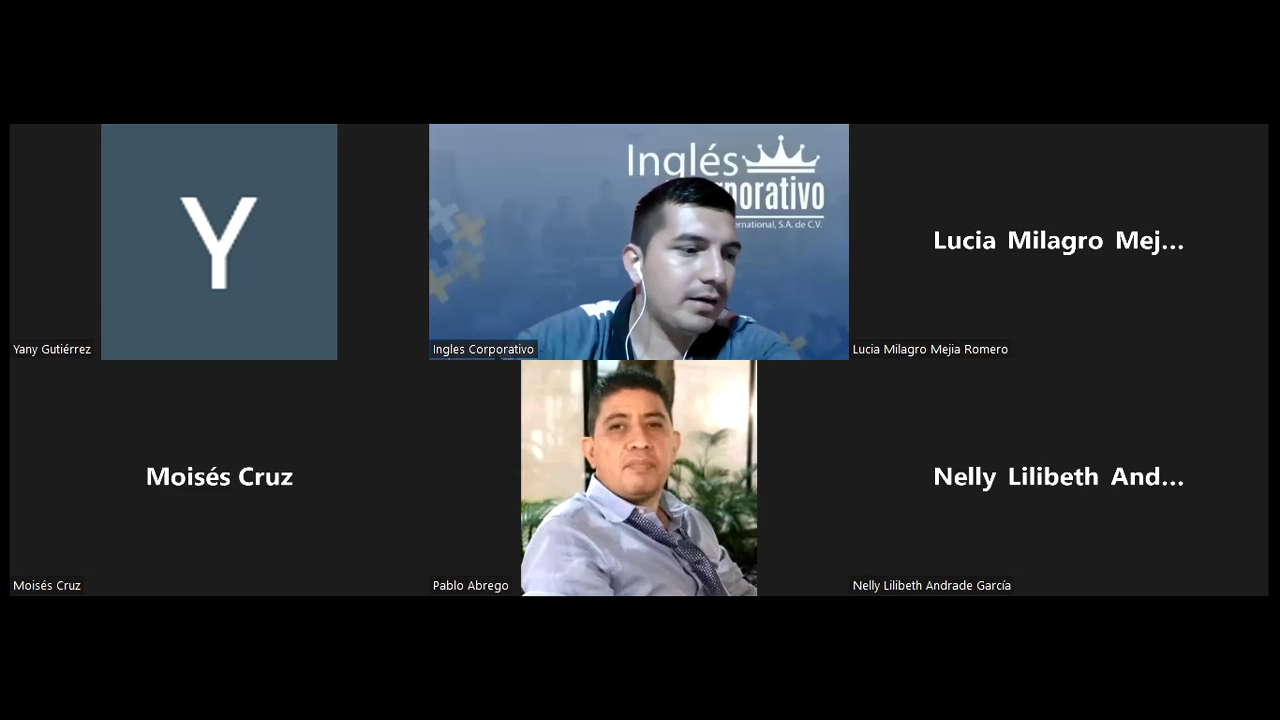 Y
Yany Gutiérrez
Inglés
rporativo
ernational, S.A. de C.V.
Ingles Corporativo
Lucia Milagro Mej...
Lucia Milagro Mejia Romero
Moisés Cruz
Moisés Cruz
Pablo Abrego
Nelly Lilibeth And...
Nelly Lilibeth Andrade García